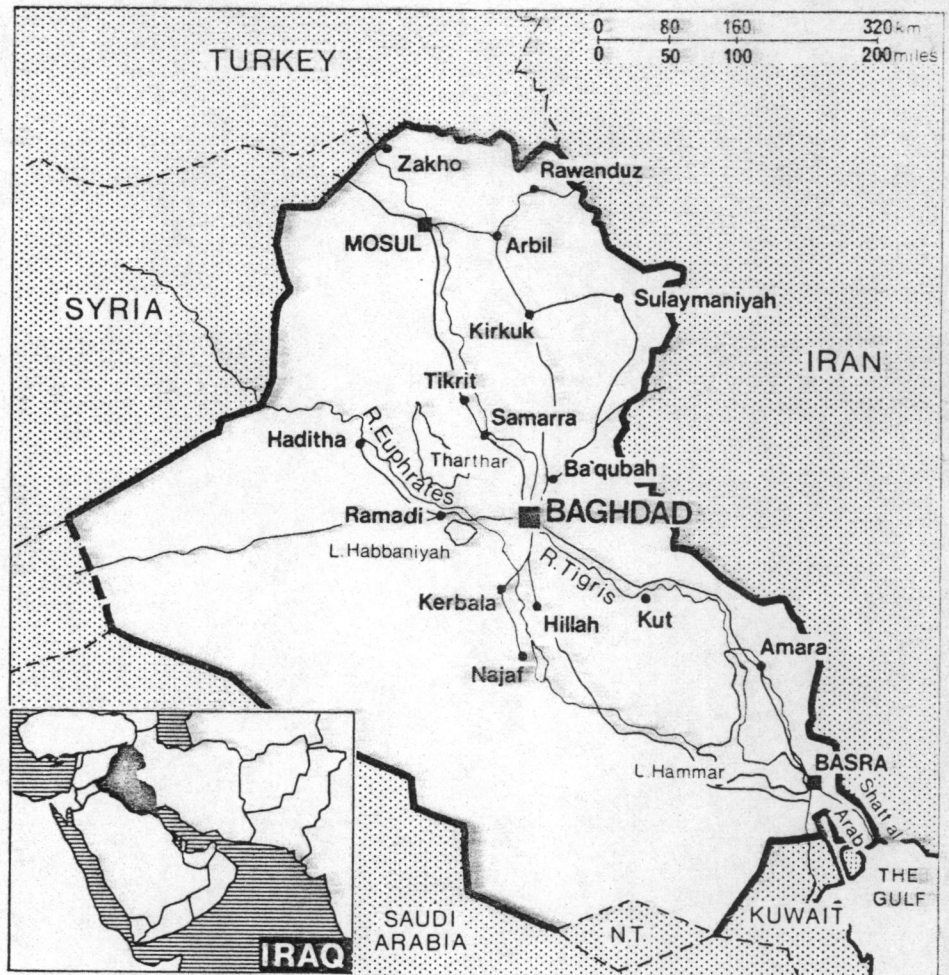 0 80 160 320 km
0 50 100 200 miles
TURKEY
Zakho
Rawanduz
MOSUL
Arbil
SYRIA
Sulaymaniyah
Kirkuk
IRAN
Tikrit
Samarra
R.Euphrates
Haditha
Tharthar
Ba'qubah
Ramadi
BAGHDAD
L.Habbaniyah
R.Tigris
Kerbala
Hillah
Kut
Najaf
Amara
BASRA
L.Hammar
Shatt al
Arab
THE
GULF
KUWAIT
SAUDI
ARABIA
N.T.
IRAQ